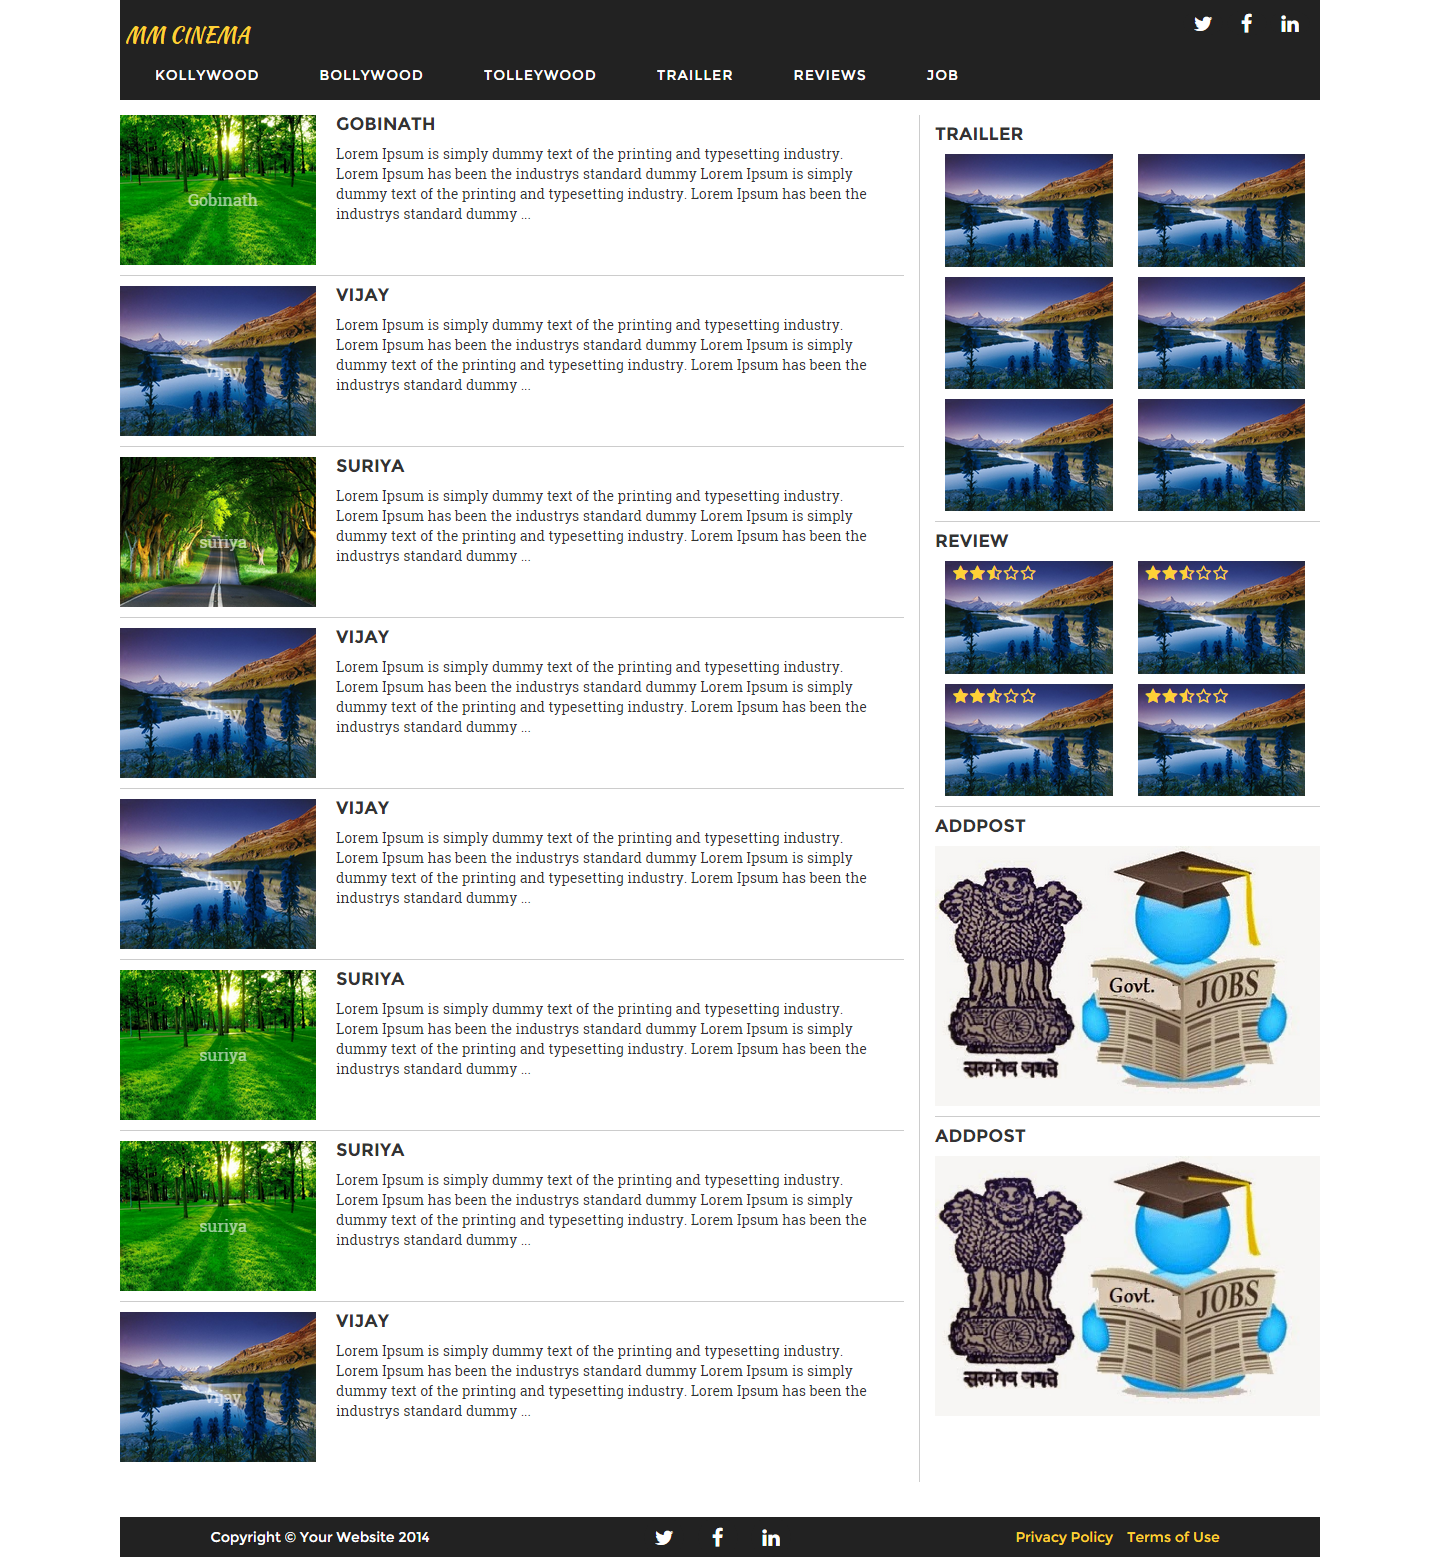 MM CINEMA
KOLLYWOOD BOLLYWOOD TOLLEYWOOD TRAILLER REVIEWS JOB
Gobinath
GOBINATH
Lorem Ipsum is simply dummy text of the printing and typesetting industry.
Lorem Ipsum has been the industrys standard dummy Lorem Ipsum is simply
dummy text of the printing and typesetting industry. Lorem Ipsum has been the
industrys standard dummy ...
vijay
VIJAY
Lorem Ipsum is simply dummy text of the printing and typesetting industry.
Lorem Ipsum has been the industrys standard dummy Lorem Ipsum is simply
dummy text of the printing and typesetting industry. Lorem Ipsum has been the
industrys standard dummy ...
suriya
SURIYA
Lorem Ipsum is simply dummy text of the printing and typesetting industry.
Lorem Ipsum has been the industrys standard dummy Lorem Ipsum is simply
dummy text of the printing and typesetting industry. Lorem Ipsum has been the
industrys standard dummy ...
vijay
VIJAY
Lorem Ipsum is simply dummy text of the printing and typesetting industry.
Lorem Ipsum has been the industrys standard dummy Lorem Ipsum is simply
dummy text of the printing and typesetting industry. Lorem Ipsum has been the
industrys standard dummy ...
vijay
VIJAY
Lorem Ipsum is simply dummy text of the printing and typesetting industry.
Lorem Ipsum has been the industrys standard dummy Lorem Ipsum is simply
dummy text of the printing and typesetting industry. Lorem Ipsum has been the
industrys standard dummy ...
suriya
SURIYA
Lorem Ipsum is simply dummy text of the printing and typesetting industry.
Lorem Ipsum has been the industrys standard dummy Lorem Ipsum is simply
dummy text of the printing and typesetting industry. Lorem Ipsum has been the
industrys standard dummy ...
suriya
SURIYA
Lorem Ipsum is simply dummy text of the printing and typesetting industry.
Lorem Ipsum has been the industrys standard dummy Lorem Ipsum is simply
dummy text of the printing and typesetting industry. Lorem Ipsum has been the
industrys standard dummy ...
vijay
VIJAY
Lorem Ipsum is simply dummy text of the printing and typesetting industry.
Lorem Ipsum has been the industrys standard dummy Lorem Ipsum is simply
dummy text of the printing and typesetting industry. Lorem Ipsum has been the
industrys standard dummy ...
TRAILLER
REVIEW
ADDPOST
Govt. JOBS
सत्यमेव जयते
ADDPOST
Govt. JOBS
सत्यमेव जयते
Copyright © Your Website 2014
Privacy Policy Terms of Use